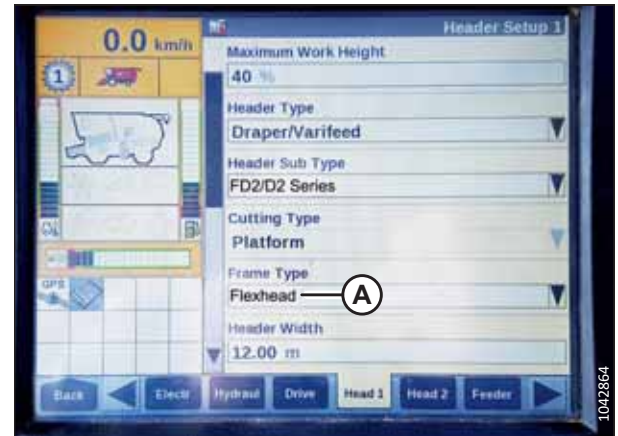 0.0 km/h
Header Setup 1
Maximum Work Height
40 %
1
Header Type
Draper/Varifeed
Header Sub Type
FD2/D2 Series
Cutting Type
Platform
Frame Type
Flexhead
A
GPS
Header Width
12.00 m
Back
Electr
Hydraul
Drive
Head 1
Head 2
Feeder
1042864